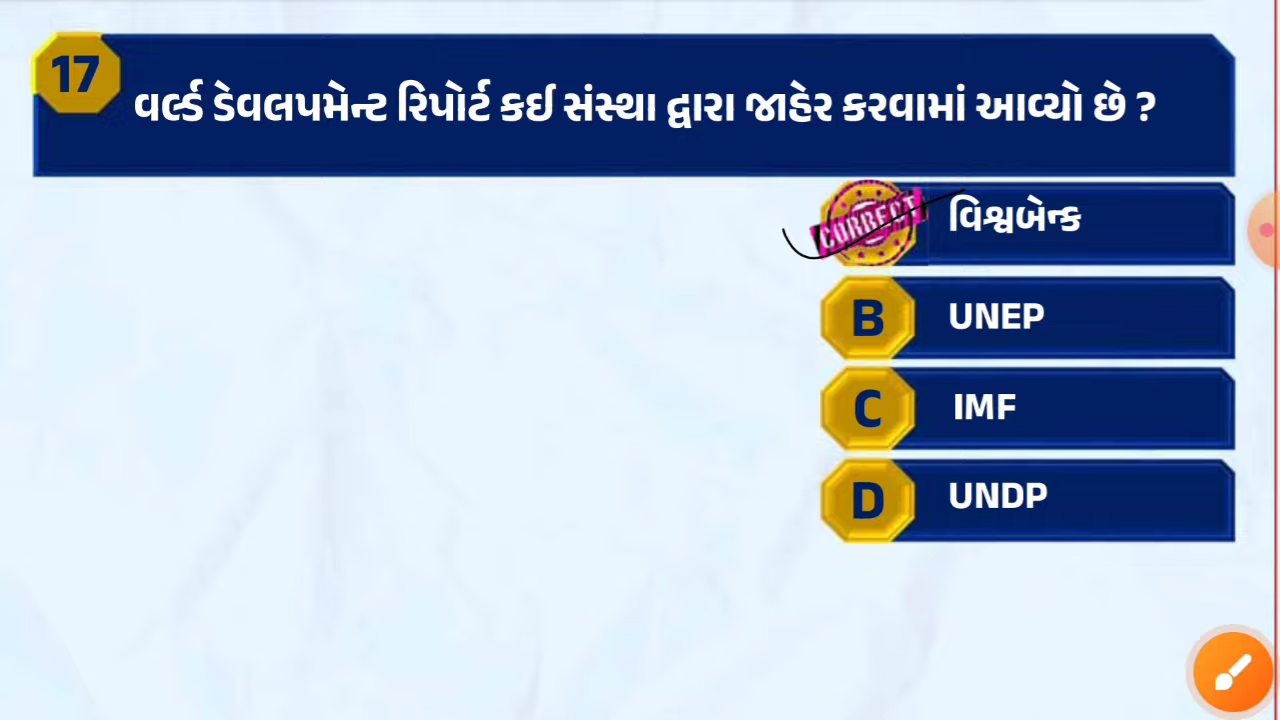 17
વર્લ્ડ ડેવલપમેન્ટ રિપોર્ટ કઈ સંસ્થા દ્વારા જાહેર કરવામાં આવ્યો છે ?
CORRECT
વિશ્વબેન્ક
B
UNEP
C
IMF
D
UNDP